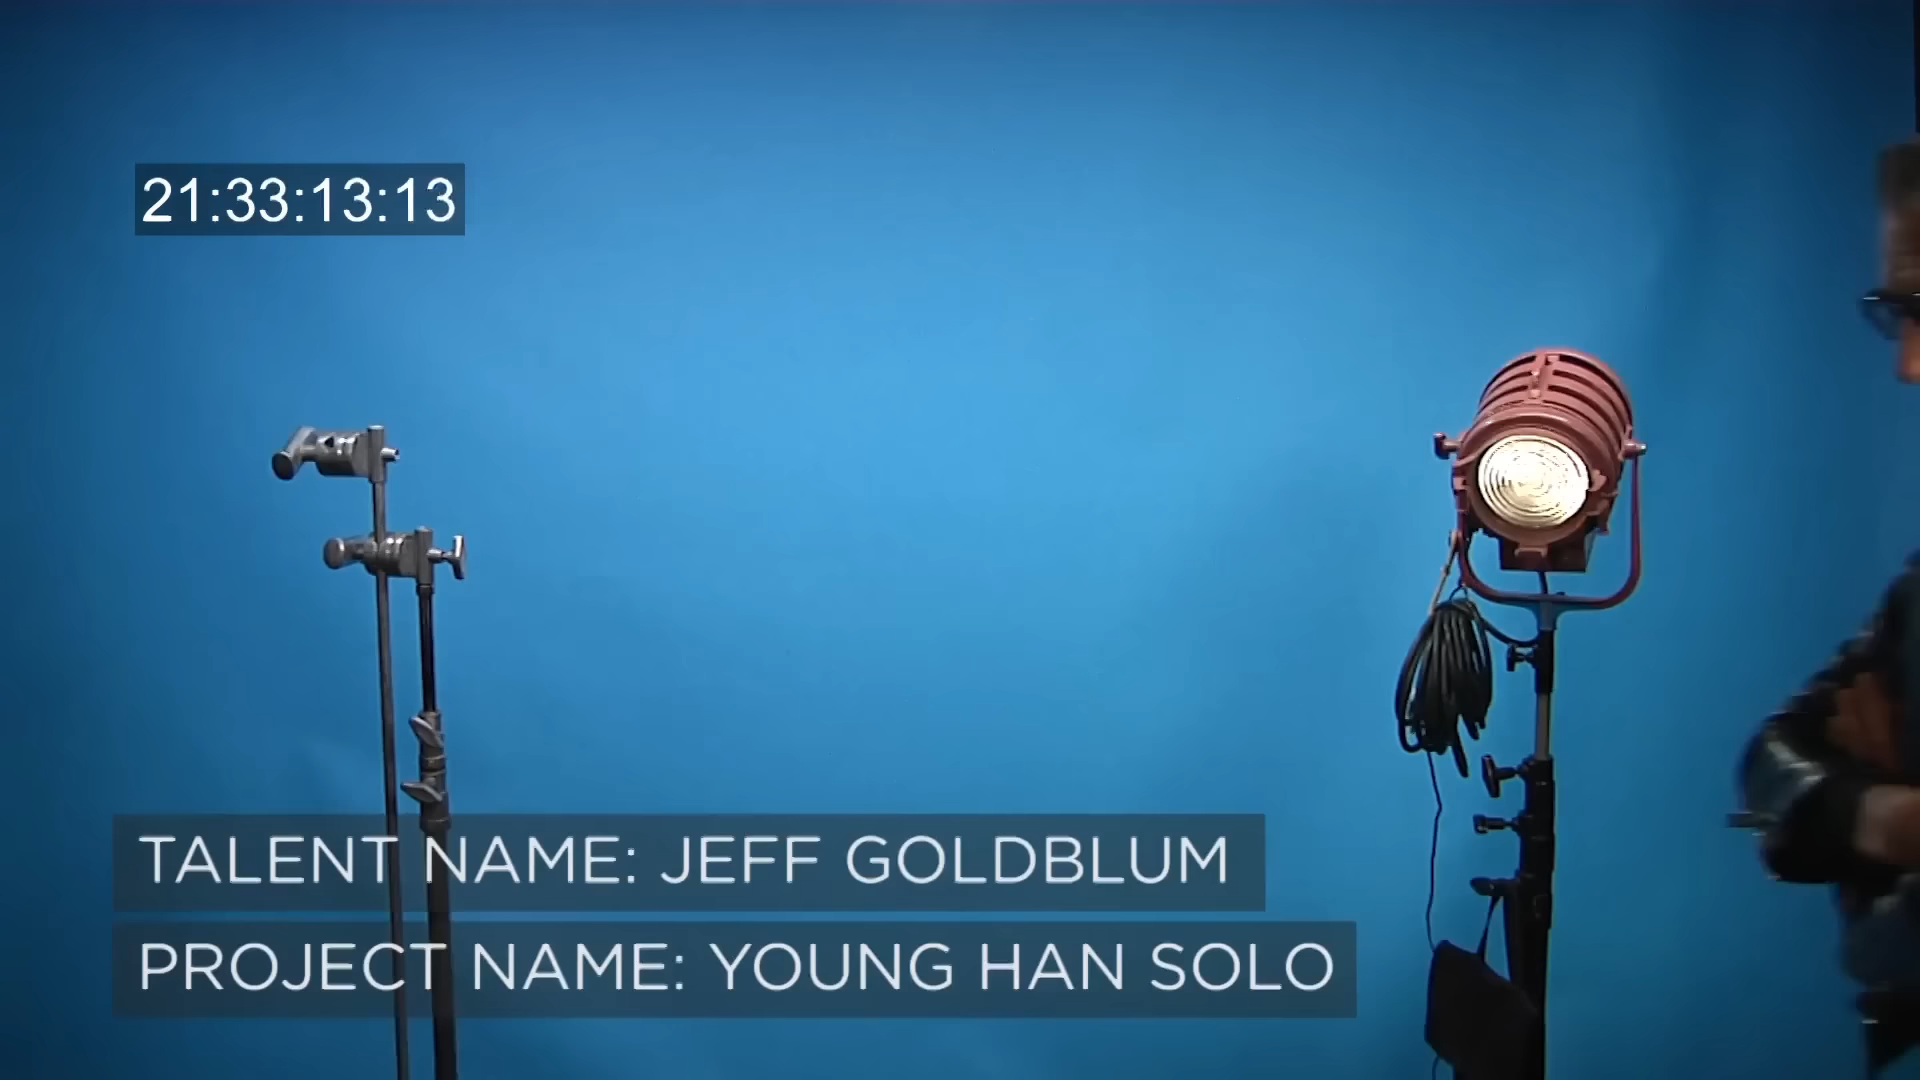 21:33:13:13
TALENT NAME: JEFF GOLDBLUM
PROJECT NAME: YOUNG HAN SOLO